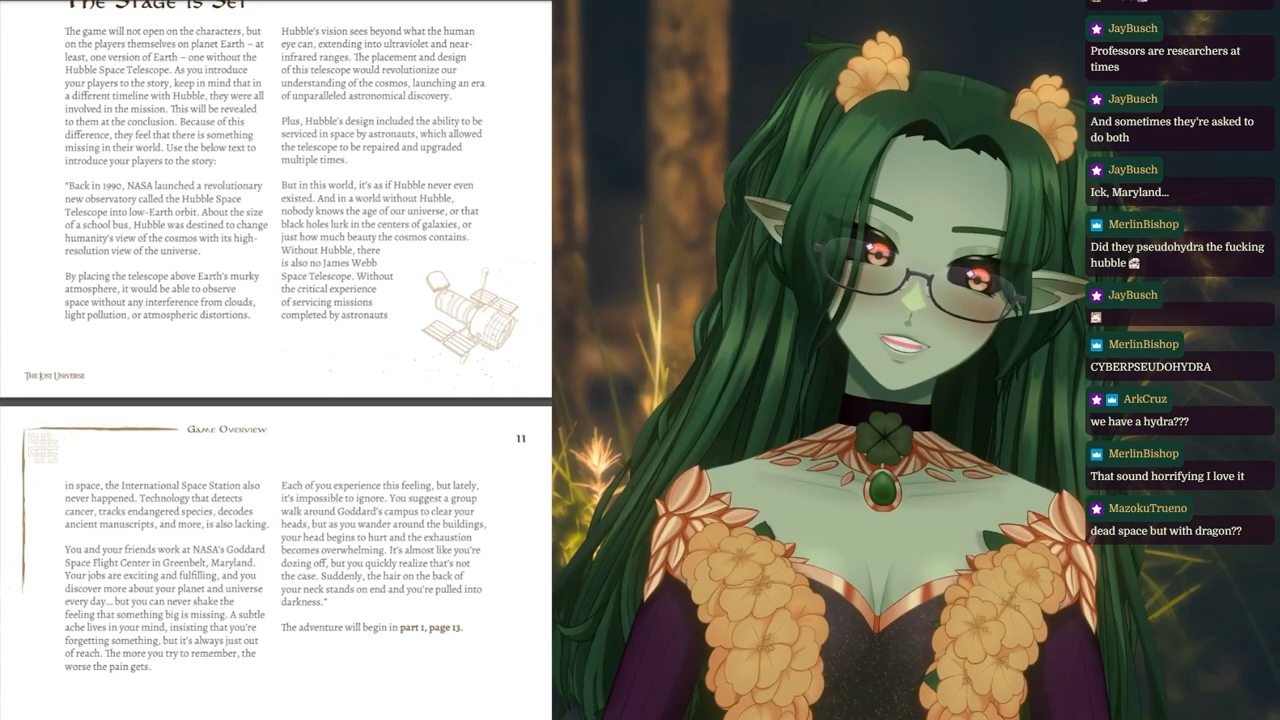 The Stage is Set
The game will not open on the characters, but
on the players themselves on planet Earth – at
least, one version of Earth – one without the
Hubble Space Telescope. As you introduce
your players to the story, keep in mind that in
a different timeline with Hubble, they were all
involved in the mission. This will be revealed
to them at the conclusion. Because of this
difference, they feel that there is something
missing in their world. Use the below text to
introduce your players to the story:
“Back in 1990, NASA launched a revolutionary
new observatory called the Hubble Space
Telescope into low-Earth orbit. About the size
of a school bus, Hubble was destined to change
humanity's view of the cosmos with its high-
resolution view of the universe.
By placing the telescope above Earth's murky
atmosphere, it would be able to observe
space without any interference from clouds,
light pollution, or atmospheric distortions.
Hubble's vision sees beyond what the human
eye can, extending into ultraviolet and near-
infrared ranges. The placement and design
of this telescope would revolutionize our
understanding of the cosmos, launching an era
of unparalleled astronomical discovery.
Plus, Hubble's design included the ability to be
serviced in space by astronauts, which allowed
the telescope to be repaired and upgraded
multiple times.
But in this world, it's as if Hubble never even
existed. And in a world without Hubble,
nobody knows the age of our universe, or that
black holes lurk in the centers of galaxies, or
just how much beauty the cosmos contains.
Without Hubble, there
is also no James Webb
Space Telescope. Without
the critical experience
of servicing missions
completed by astronauts
The Lost Universe
Game Overview
11
in space, the International Space Station also
never happened. Technology that detects
cancer, tracks endangered species, decodes
ancient manuscripts, and more, is also lacking.
You and your friends work at NASA's Goddard
Space Flight Center in Greenbelt, Maryland.
Your jobs are exciting and fulfilling, and you
discover more about your planet and universe
every day... but you can never shake the
feeling that something big is missing. A subtle
ache lives in your mind, insisting that you're
forgetting something, but it's always just out
of reach. The more you try to remember, the
worse the pain gets.
Each of you experience this feeling, but lately,
it's impossible to ignore. You suggest a group
walk around Goddard's campus to clear your
heads, but as you wander around the buildings,
your head begins to hurt and the exhaustion
becomes overwhelming. It's almost like you're
dozing off, but you quickly realize that's not
the case. Suddenly, the hair on the back of
your neck stands on end and you're pulled into
darkness.”
The adventure will begin in part 1, page 13.
JayBusch
Professors are researchers at
times
JayBusch
And sometimes they're asked to
do both
JayBusch
Ick, Maryland...
MerlinBishop
Did they pseudohydra the fucking
hubble
JayBusch
MerlinBishop
CYBERPSEUDOHYDRA
ArkCruz
we have a hydra???
MerlinBishop
That sound horrifying I love it
MazokuTrueno
dead space but with dragon??